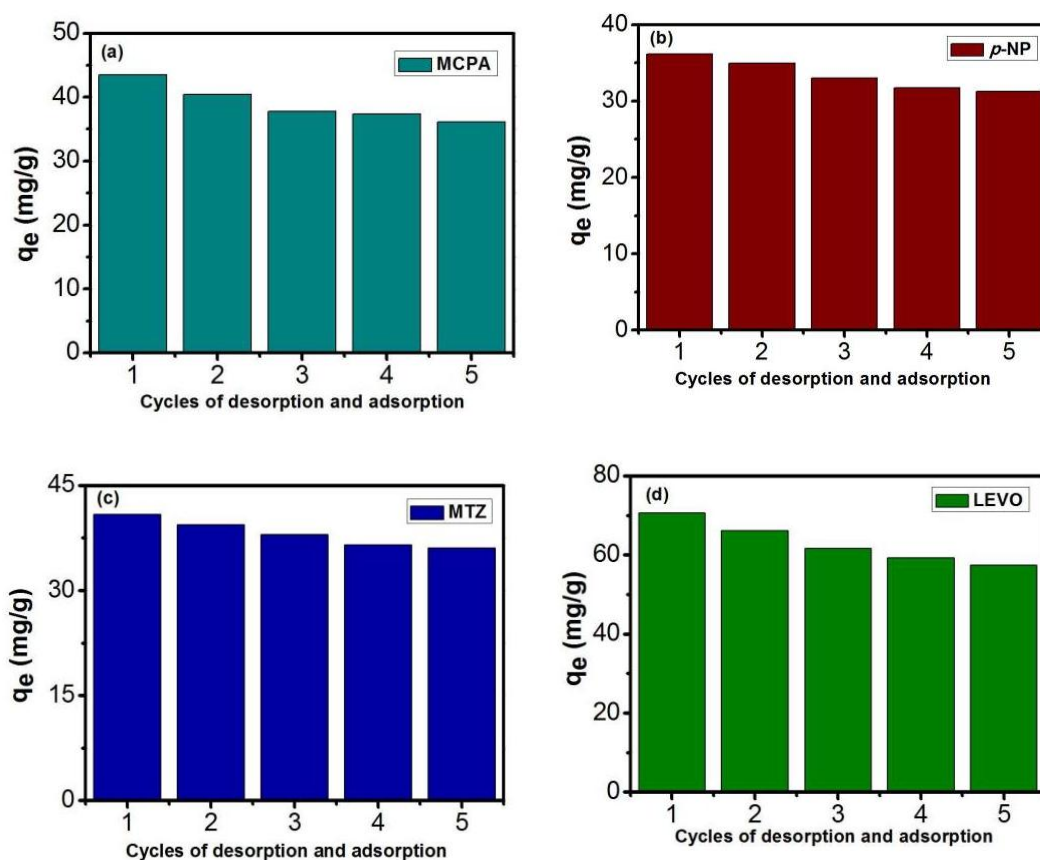 (a)
MCPA
50
40
30
20
10
0
qe (mg/g)
1 2 3 4 5
Cycles of desorption and adsorption
(b)
p-NP
40
30
20
10
0
qe (mg/g)
1 2 3 4 5
Cycles of desorption and adsorption
(c)
MTZ
45
30
15
0
qe (mg/g)
1 2 3 4 5
Cycles of desorption and adsorption
(d)
LEVO
80
60
40
20
0
qe (mg/g)
1 2 3 4 5
Cycles of desorption and adsorption